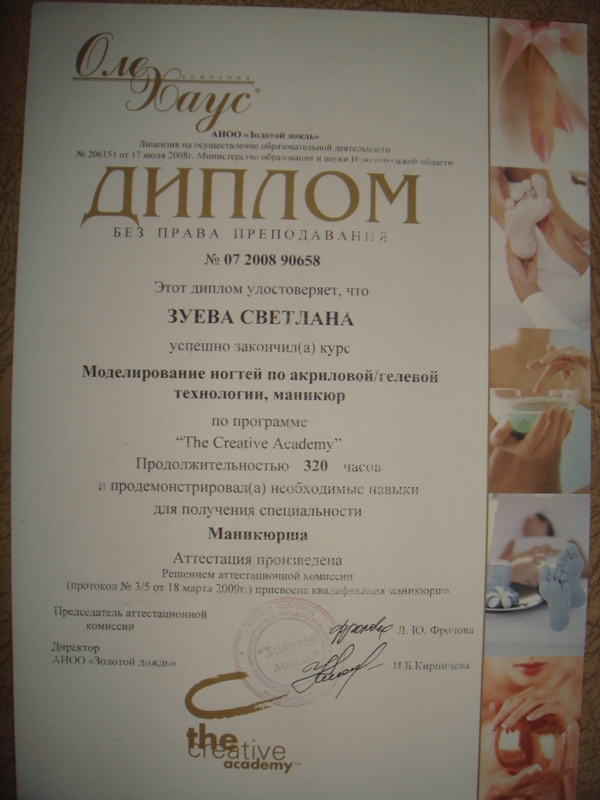 Оле Хаус
КОМПАНИЯ
АНОО «Золотой дождь»
Лицензия на осуществление образовательной деятельности
№ 206151 от 17 июля 2008г. Министерство образования и науки Нижегородской области
ДИПЛОМ
БЕЗ ПРАВА ПРЕПОДАВАНИЯ
№ 07 2008 90658
Этот диплом удостоверяет, что
ЗУЕВА СВЕТЛАНА
успешно закончил(а) курс
Моделирование ногтей по акриловой/гелевой
технологии, маникюр
по программе
“The Creative Academy”
Продолжительностью 320 часов
и продемонстрировал(а) необходимые навыки
для получения специальности
Маникюрша
Аттестация произведена
Решением аттестационной комиссии
(протокол № 3/5 от 18 марта 2009г.) присвоена квалификация маникюрша
Председатель аттестационной
комиссии
Л. Ю. Фролова
Директор
АНОО «Золотой дождь»
И.Б.Кирпичева
"Золотой
дождь"
the
creative
academy™